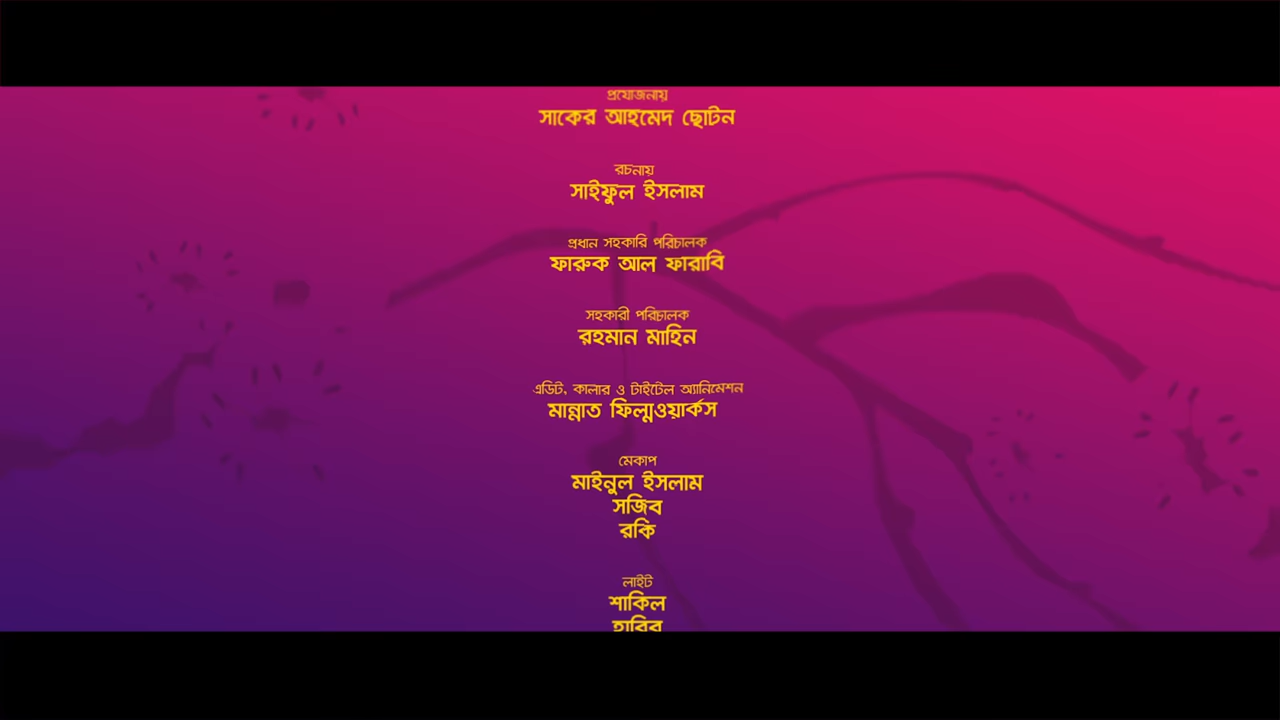 প্রযোজনায়
সাকের আহমেদ ছোটন
রচনায়
সাইফুল ইসলাম
প্রধান সহকারি পরিচালক
ফারুক আল ফারাবি
সহকারী পরিচালক
রহমান মাহিন
এডিট, কালার ও টাইটেল অ্যানিমেশন
মান্নাত ফিল্মওয়ার্কস
মেকাপ
মাইনুল ইসলাম
সজিব
রকি
লাইট
শাকিল
হাবিব